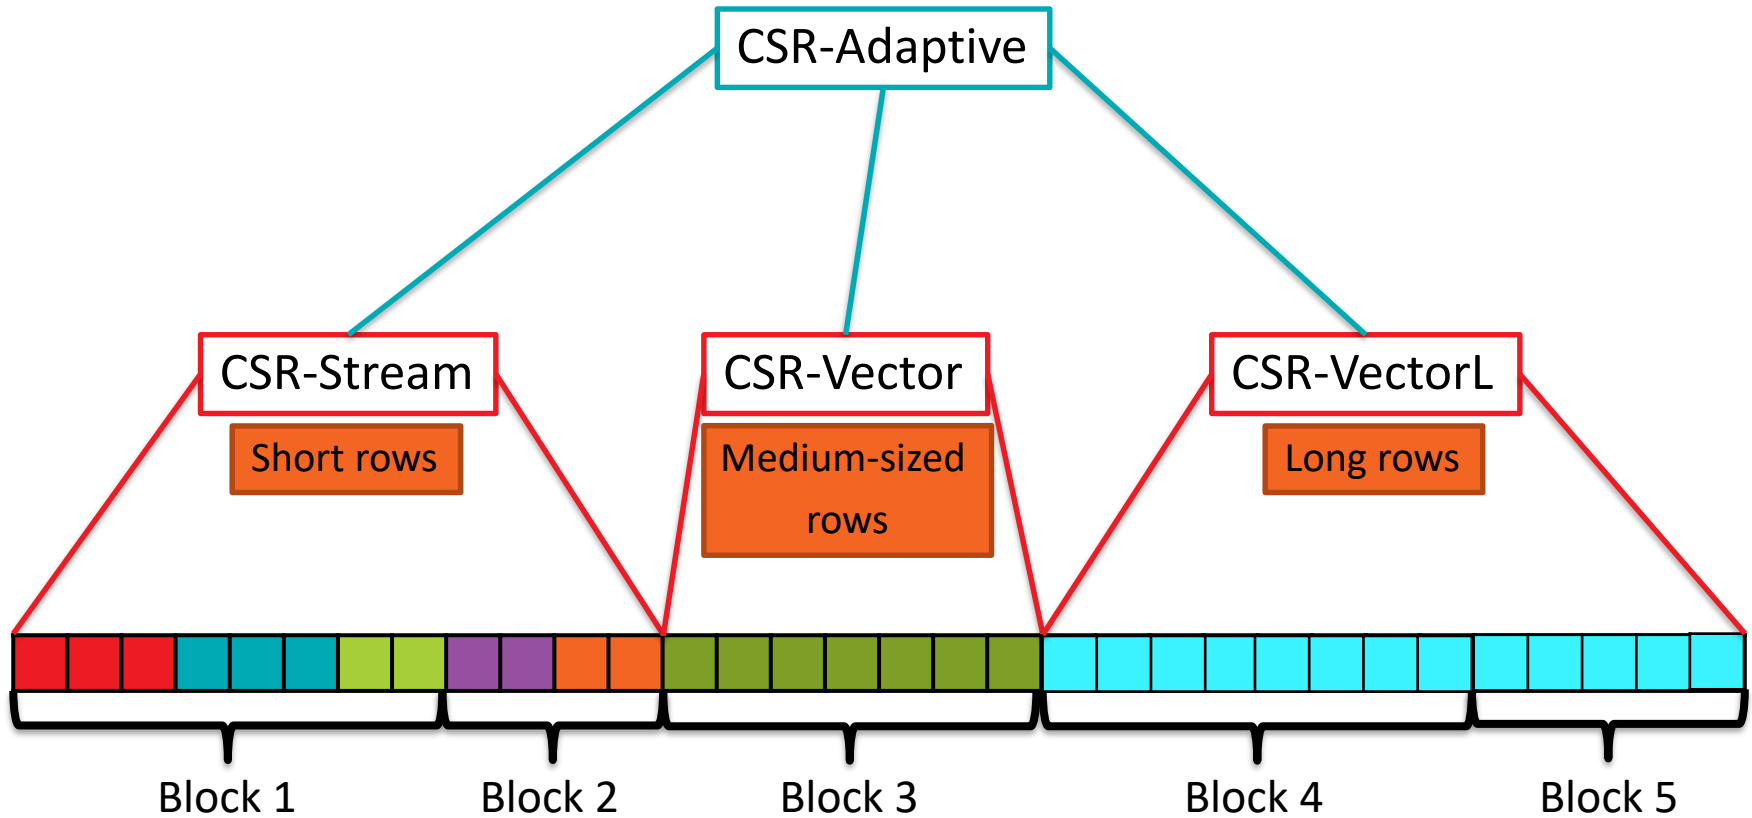 CSR-Adaptive
CSR-Stream
CSR-Vector
CSR-VectorL
Short rows
Medium-sized
rows
Long rows
Block 1
Block 2
Block 3
Block 4
Block 5